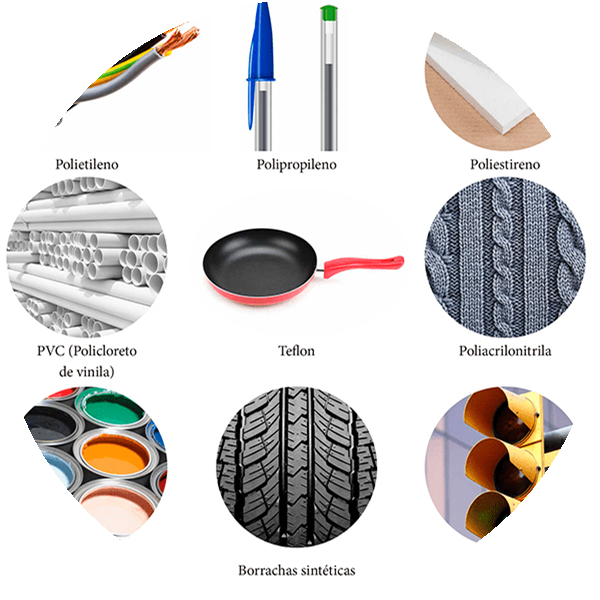 Polietileno
Polipropileno
Poliestireno
PVC (Policloreto
de vinila)
Teflon
Poliacrilonitrila
Borrachas sintéticas